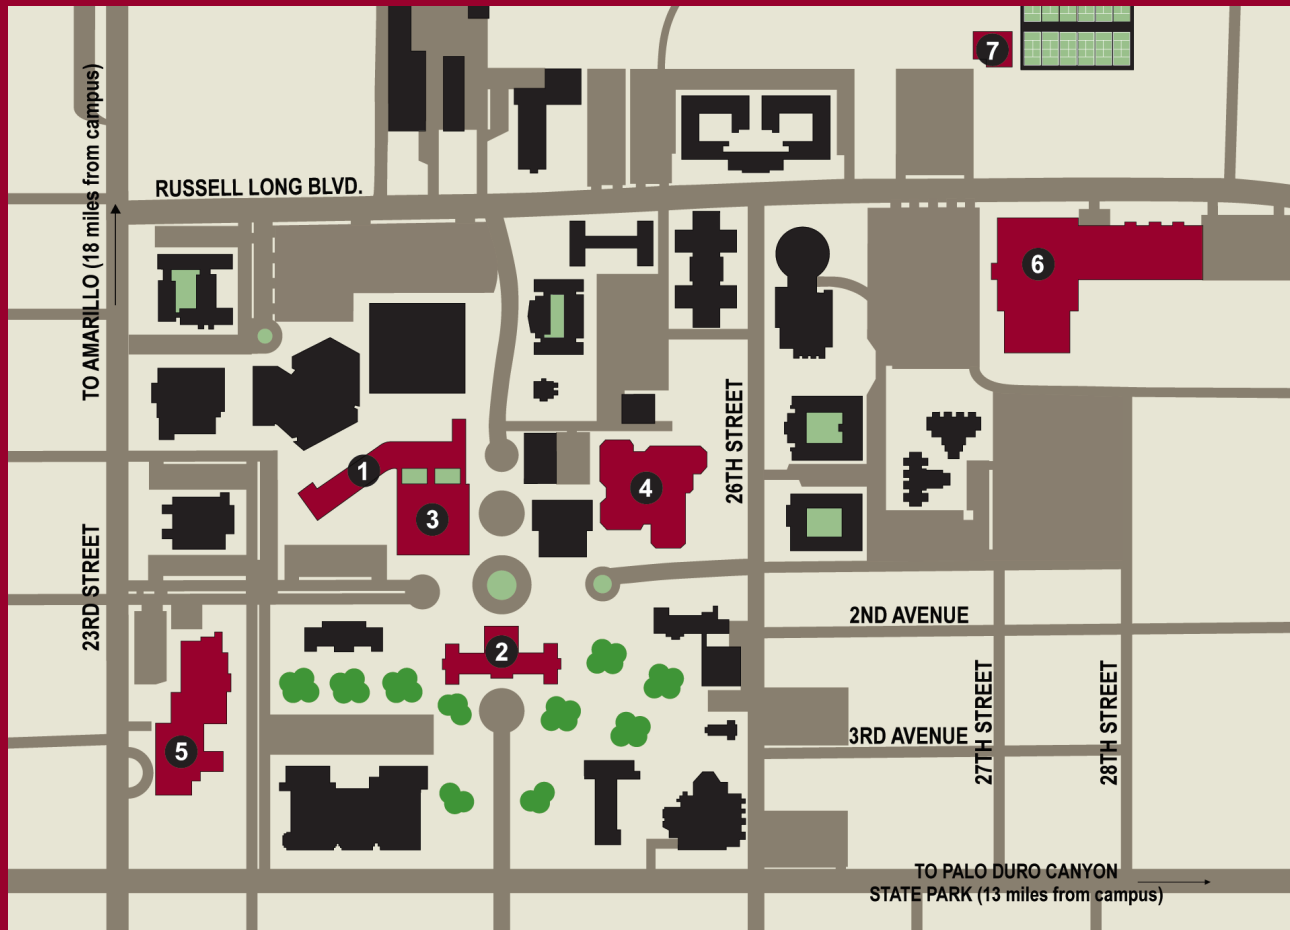 7
TO AMARILLO (18 miles from campus)
RUSSELL LONG BLVD.
6
26TH STREET
1
4
3
23RD STREET
2ND AVENUE
2
27TH STREET
28TH STREET
3RD AVENUE
5
TO PALO DURO CANYON
STATE PARK (13 miles from campus)